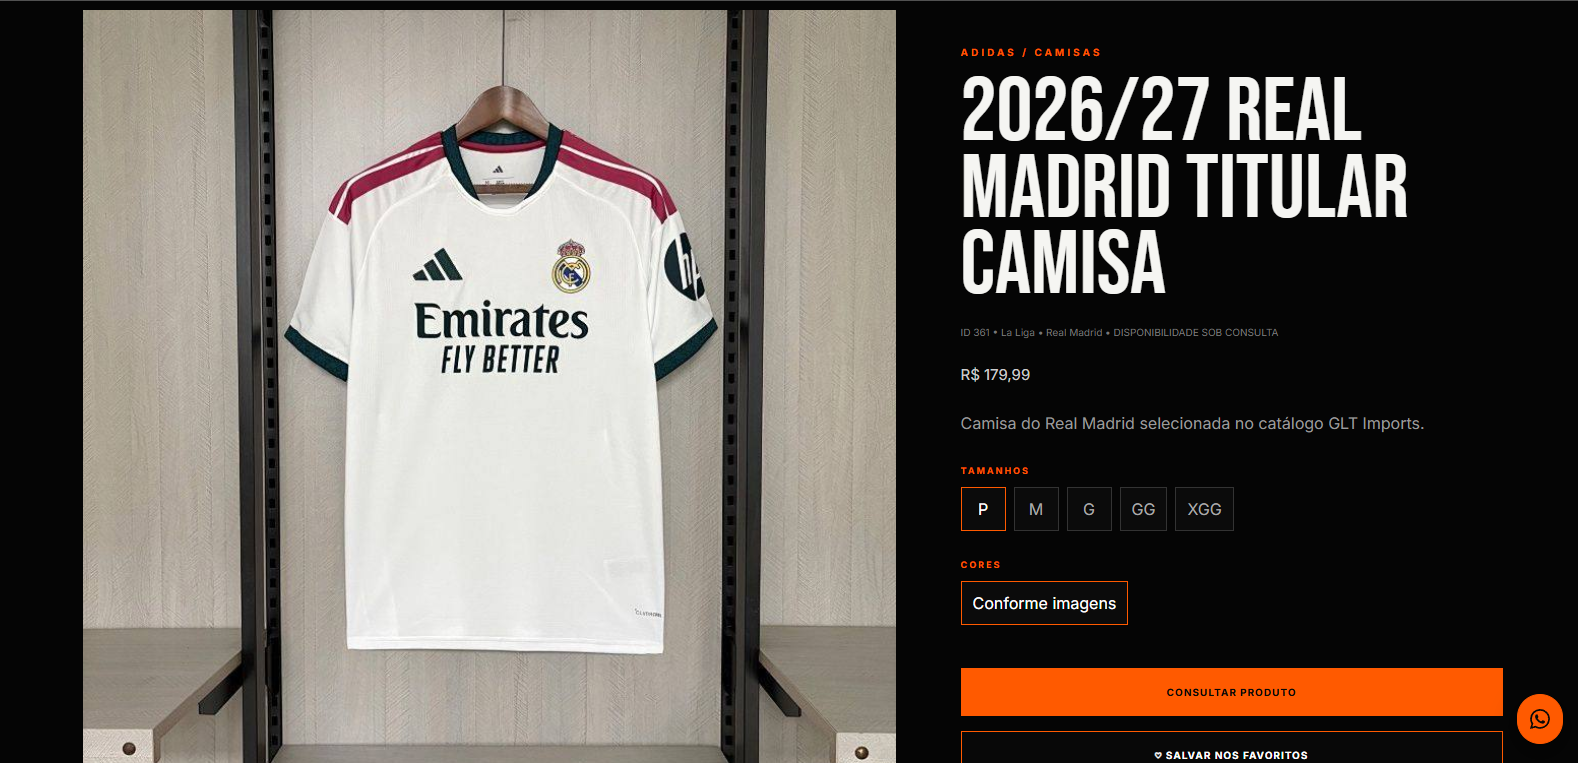 ADIDAS / CAMISAS
2026/27 REAL
MADRID TITULAR
CAMISA
ID 361 • La Liga • Real Madrid • DISPONIBILIDADE SOB CONSULTA
R$ 179,99
Camisa do Real Madrid selecionada no catálogo GLT Imports.
TAMANHOS
P M G GG XGG
CORES
Conforme imagens
CONSULTAR PRODUTO
♡ SALVAR NOS FAVORITOS
hp
Emirates
FLY BETTER